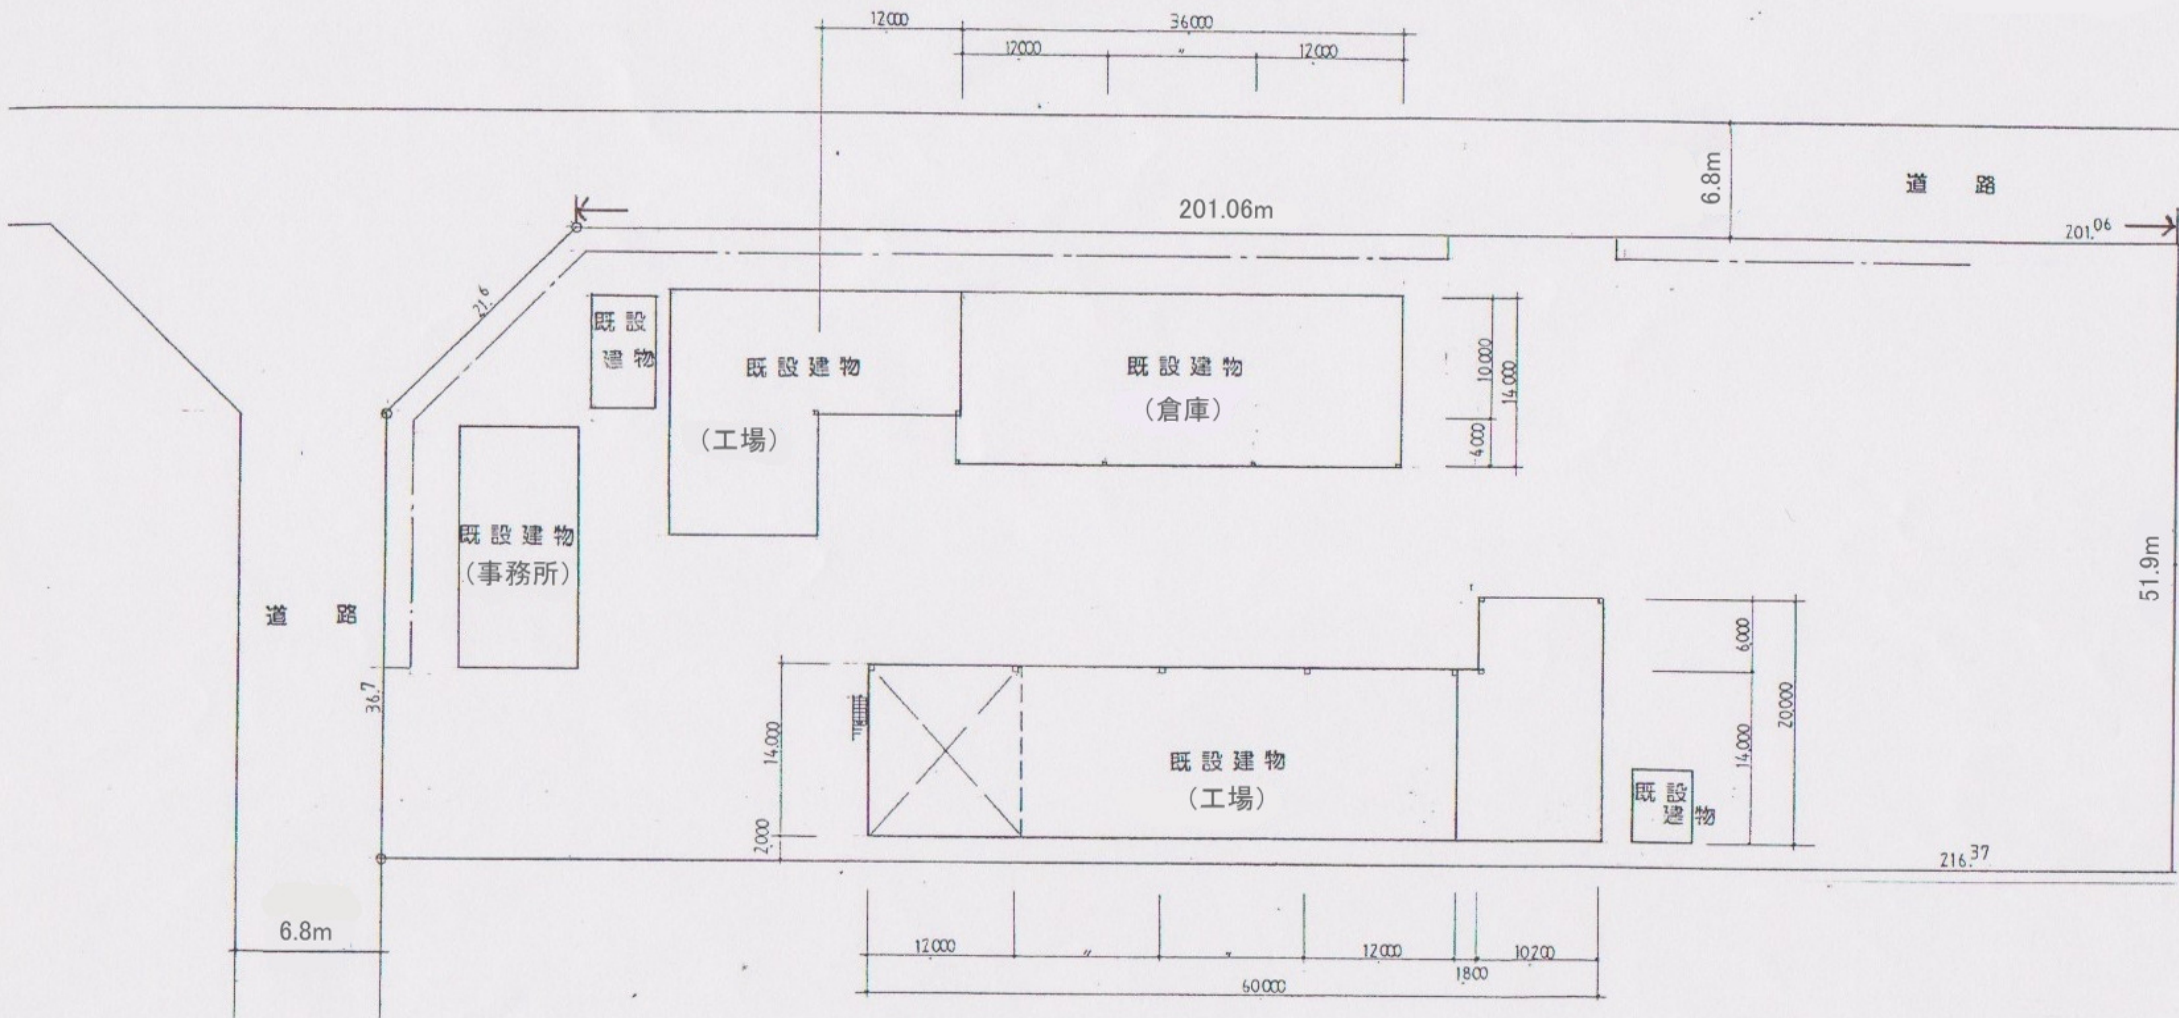 12000
36000
12000
〃
12000
6.8m
道 路
201.06m
201.06
21.6
既設
建物
既設建物
(工場)
既設建物
(倉庫)
10000
14000
4000
既設建物
(事務所)
道 路
36.7
51.9m
6000
20000
14000
14000
2000
既設建物
(工場)
既設
建物
216.37
6.8m
12000
〃
〃
12000
1800
10200
60000